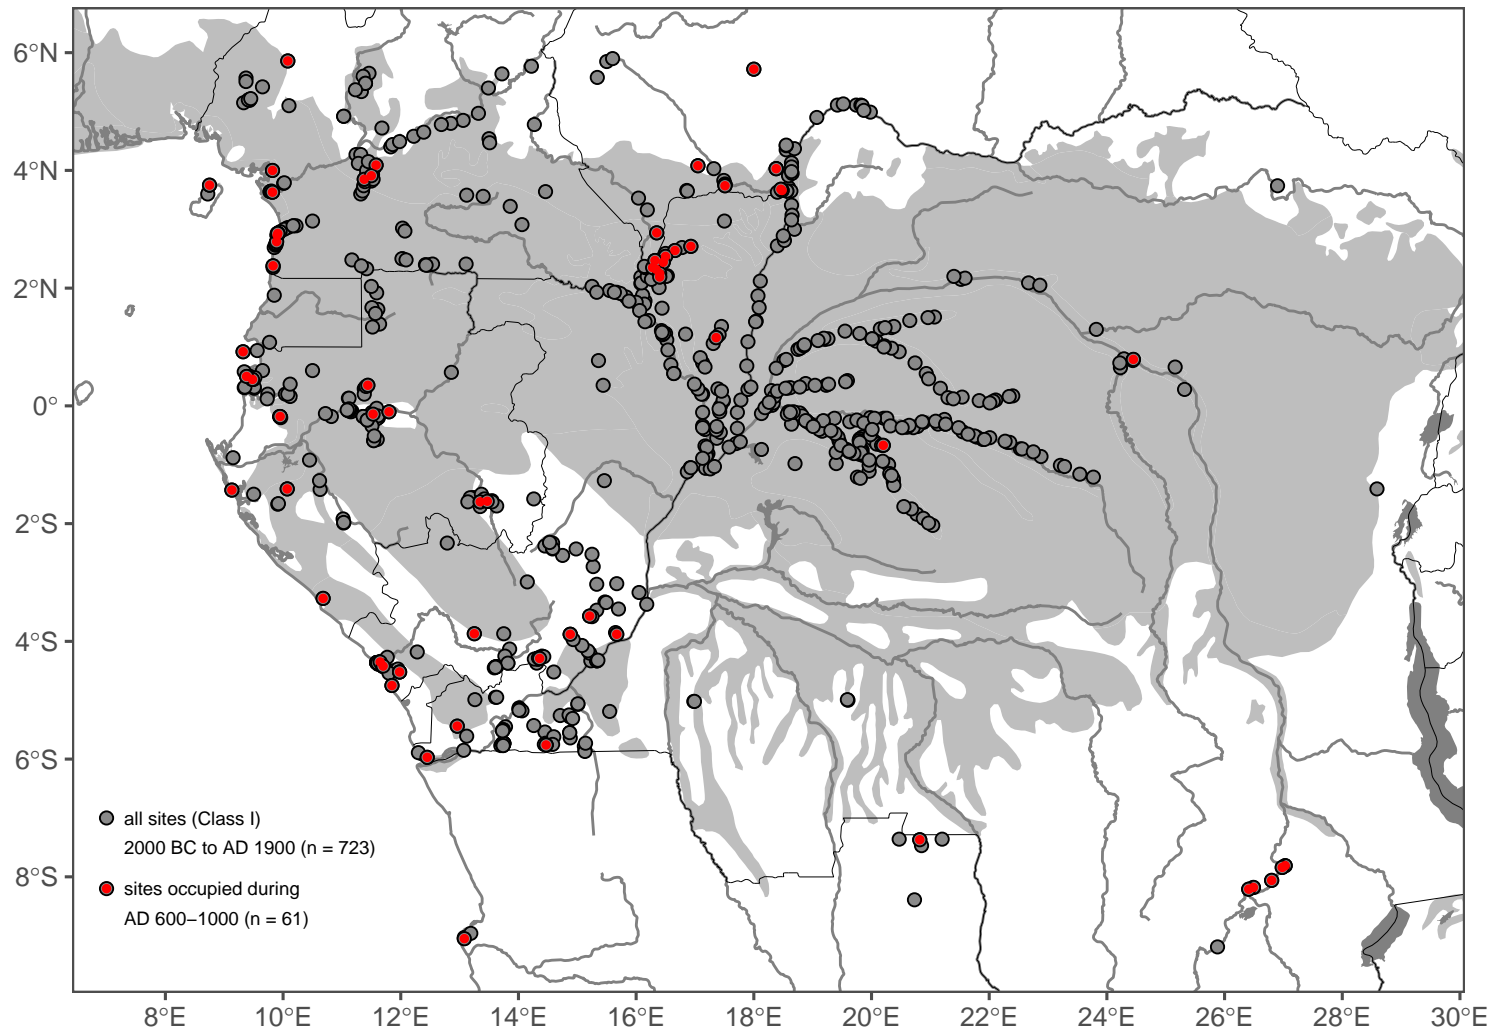 6°N
4°N
2°N
0°
2°S
4°S
6°S
8°S
all sites (Class I)
2000 BC to AD 1900 (n = 723)
sites occupied during
AD 600–1000 (n = 61)
8°E 10°E 12°E 14°E 16°E 18°E 20°E 22°E 24°E 26°E 28°E 30°E